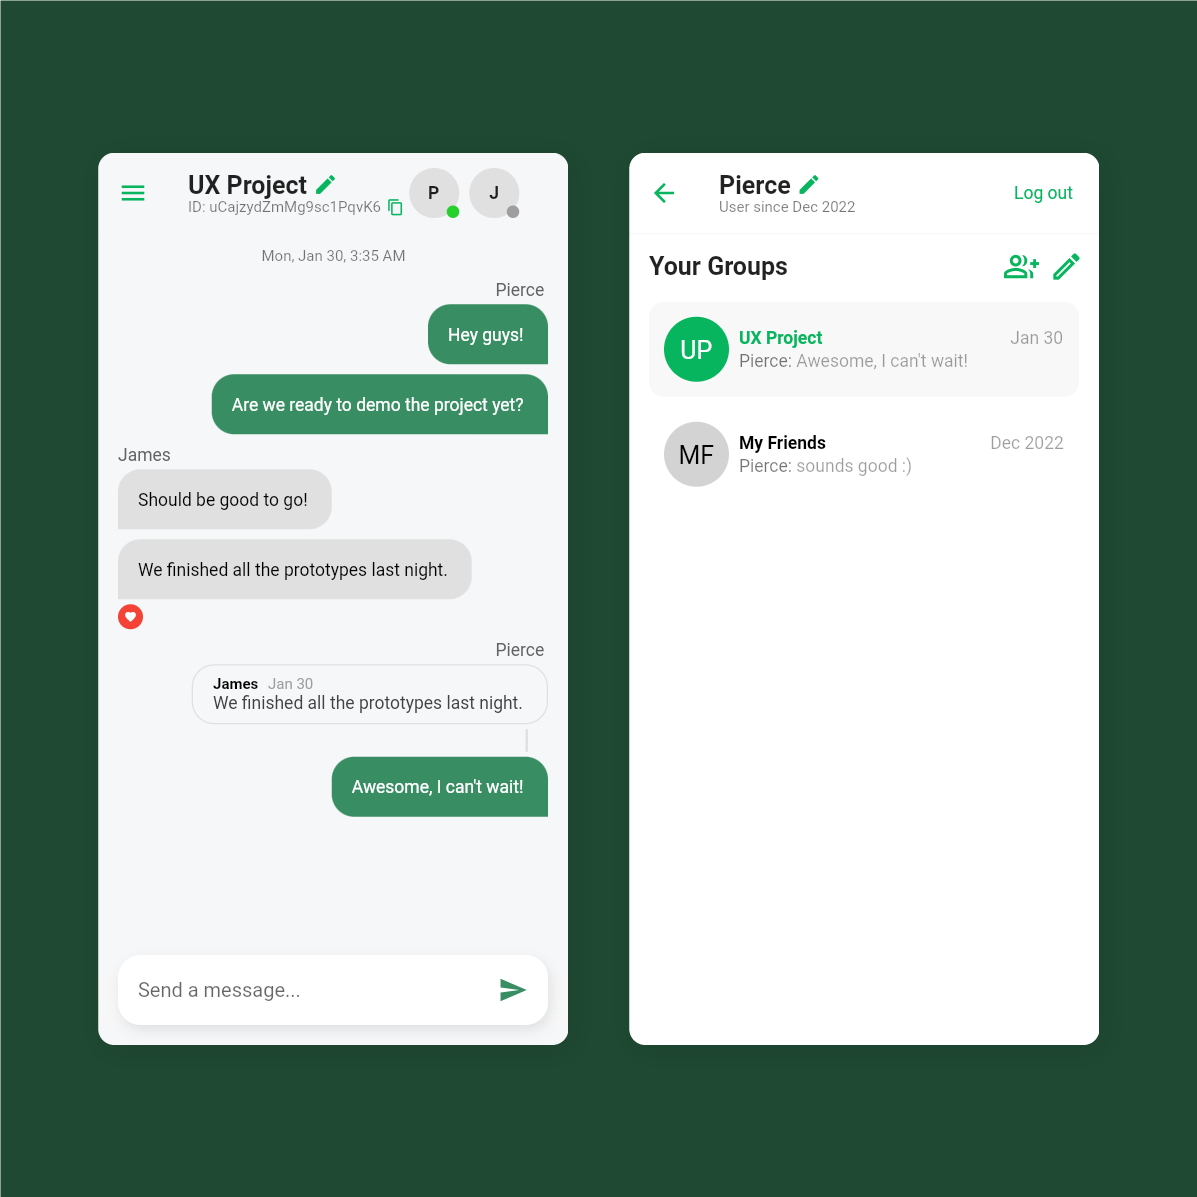 UX Project
ID: uCajzydZmMg9sc1PqvK6
P
J
Mon, Jan 30, 3:35 AM
Pierce
Hey guys!
Are we ready to demo the project yet?
James
Should be good to go!
We finished all the prototypes last night.
Pierce
James Jan 30
We finished all the prototypes last night.
Awesome, I can't wait!
Send a message...
Pierce
User since Dec 2022
Log out
Your Groups
UP
UX Project
Jan 30
Pierce: Awesome, I can't wait!
MF
My Friends
Dec 2022
Pierce: sounds good :)